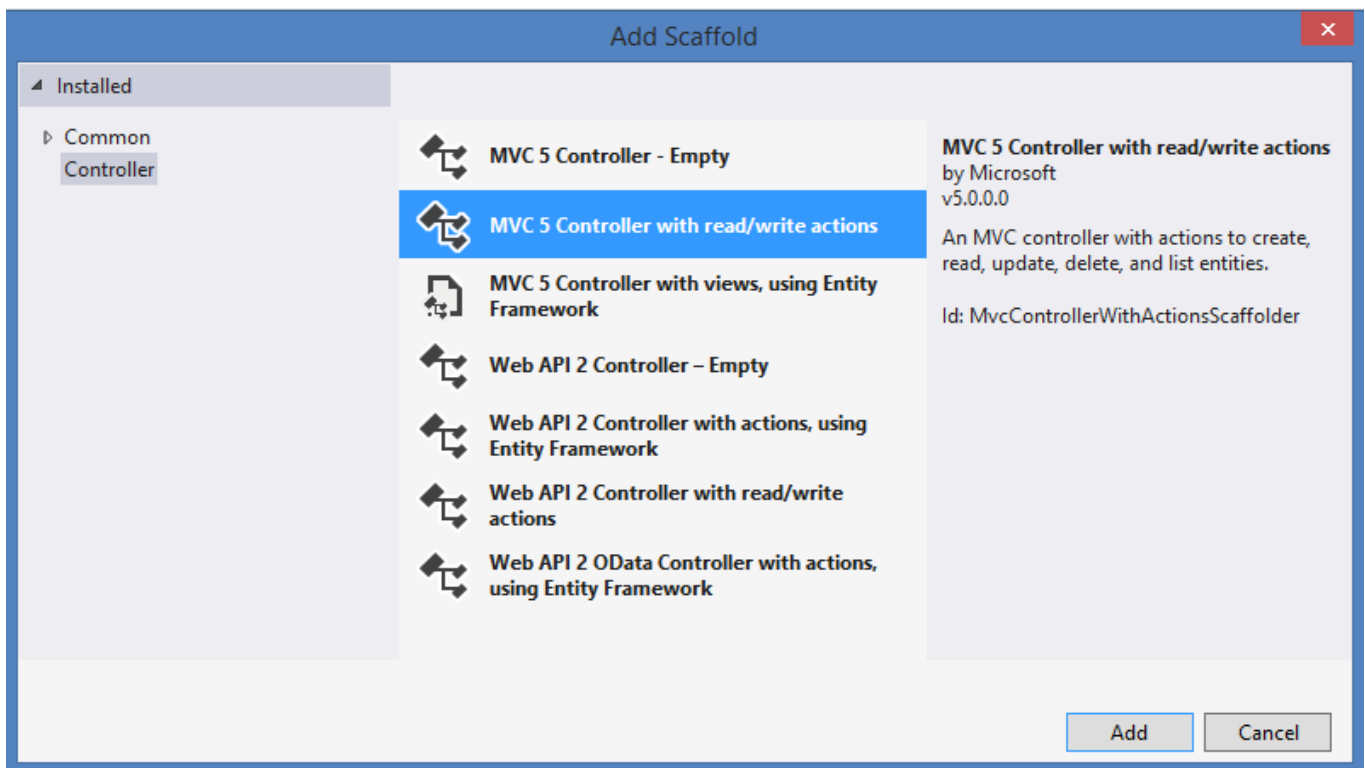 Add Scaffold
Installed
Common
Controller
MVC 5 Controller - Empty
MVC 5 Controller with read/write actions
MVC 5 Controller with views, using Entity
Framework
Web API 2 Controller – Empty
Web API 2 Controller with actions, using
Entity Framework
Web API 2 Controller with read/write
actions
Web API 2 OData Controller with actions,
using Entity Framework
MVC 5 Controller with read/write actions
by Microsoft
v5.0.0.0
An MVC controller with actions to create,
read, update, delete, and list entities.
Id: MvcControllerWithActionsScaffolder
Add
Cancel